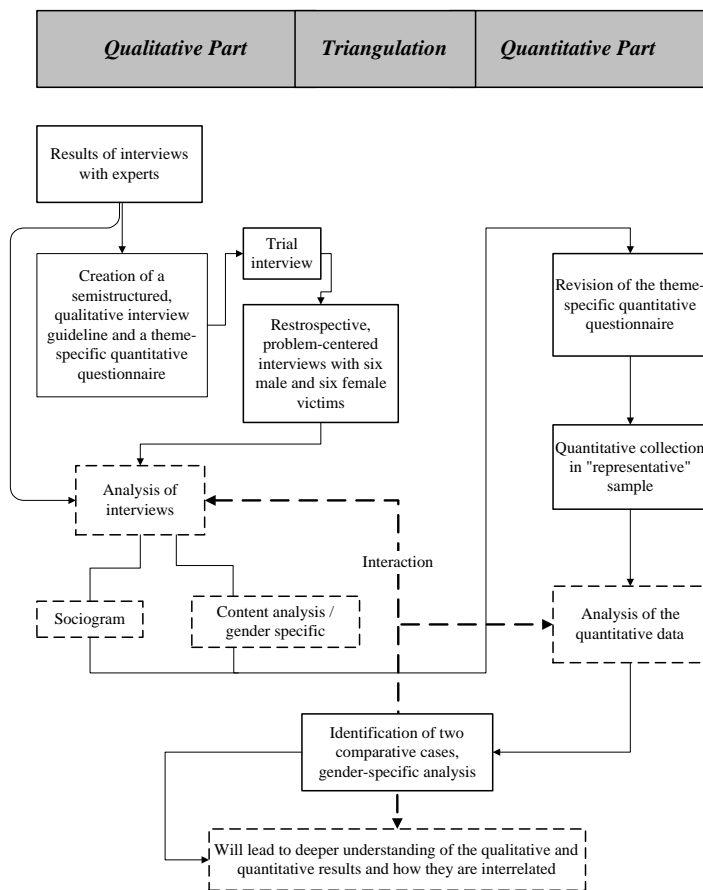 Qualitative Part
Triangulation
Quantitative Part
Results of interviews
with experts
Creation of a
semistructured,
qualitative interview
guideline and a theme-
specific quantitative
questionnaire
Trial
interview
Restrospective,
problem-centered
interviews with six
male and six female
victims
Revision of the theme-
specific quantitative
questionnaire
Quantitative collection
in "representative"
sample
Analysis of
interviews
Interaction
Sociogram
Content analysis /
gender specific
Analysis of the
quantitative data
Identification of two
comparative cases,
gender-specific analysis
Will lead to deeper understanding of the qualitative and
quantitative results and how they are interrelated